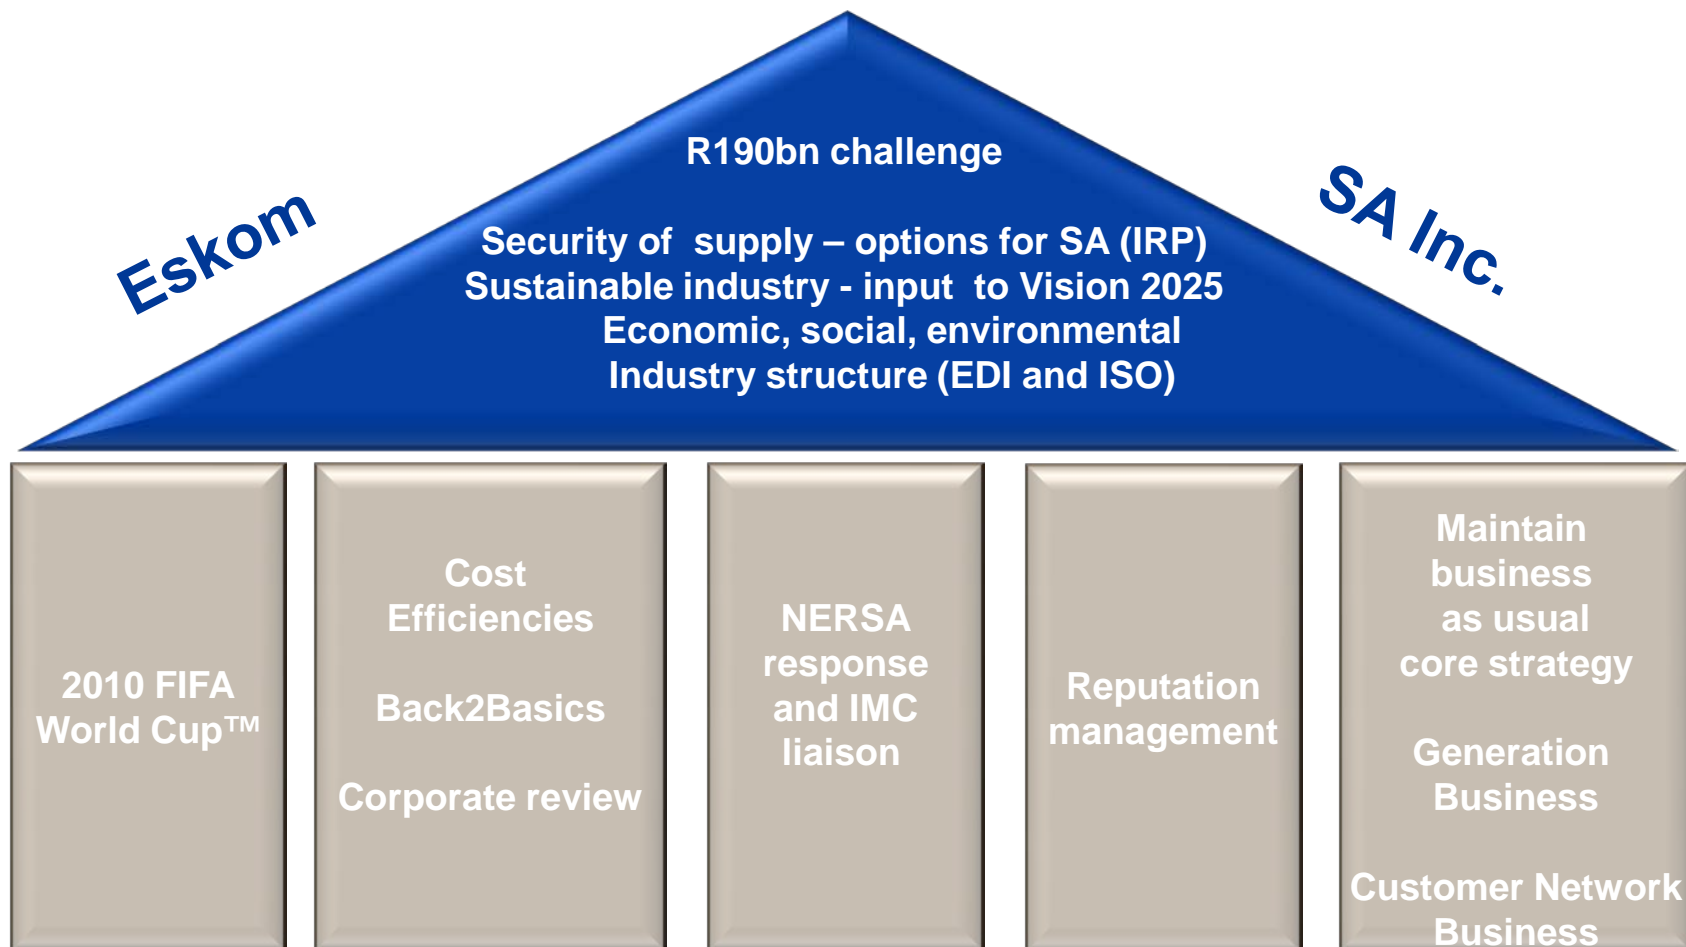 R190bn challenge
Eskom
SA Inc.
Security of supply – options for SA (IRP)
Sustainable industry - input to Vision 2025
Economic, social, environmental
Industry structure (EDI and ISO)
2010 FIFA
World Cup™
Cost
Efficiencies
Back2Basics
Corporate review
NERSA
response
and IMC
liaison
Reputation
management
Maintain
business
as usual
core strategy
Generation
Business
Customer Network
Business